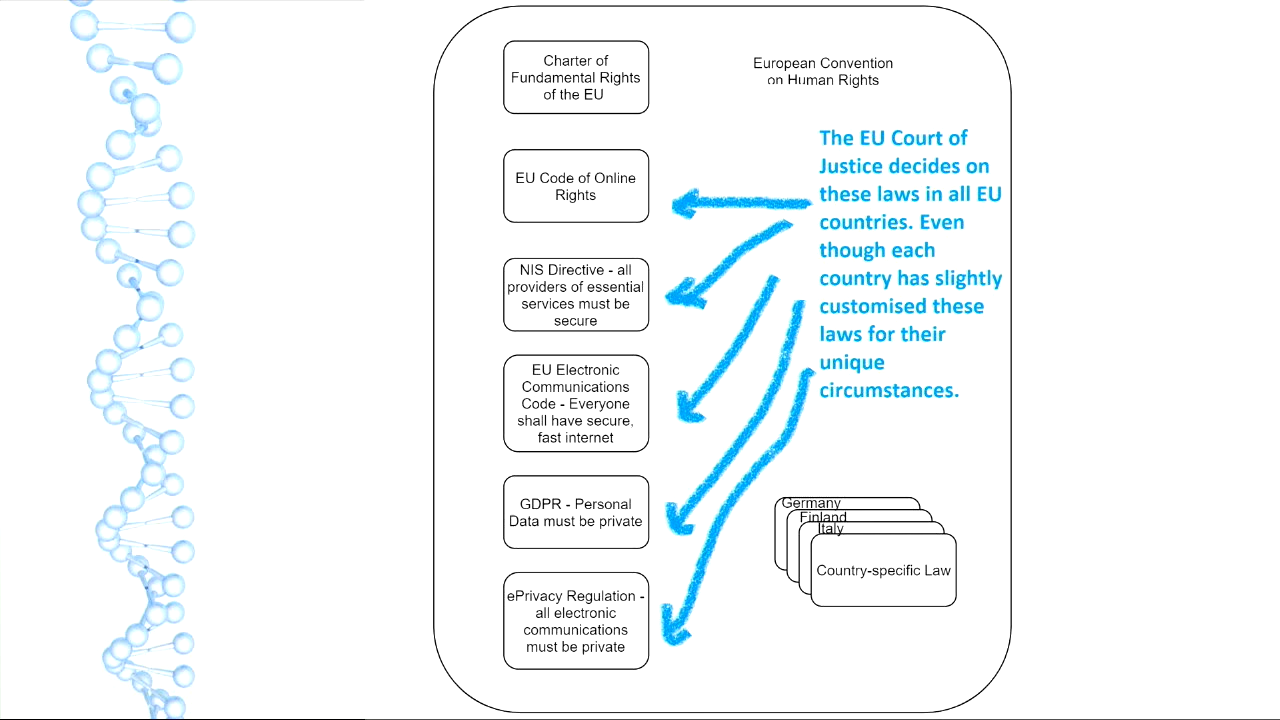 Charter of
Fundamental Rights
of the EU
European Convention
on Human Rights
The EU Court of
Justice decides on
these laws in all EU
countries. Even
though each
country has slightly
customised these
laws for their
unique
circumstances.
EU Code of Online
Rights
NIS Directive - all
providers of essential
services must be
secure
EU Electronic
Communications
Code - Everyone
shall have secure,
fast internet
GDPR - Personal
Data must be private
ePrivacy Regulation -
all electronic
communications
must be private
Germany
Finland
Italy
Country-specific Law